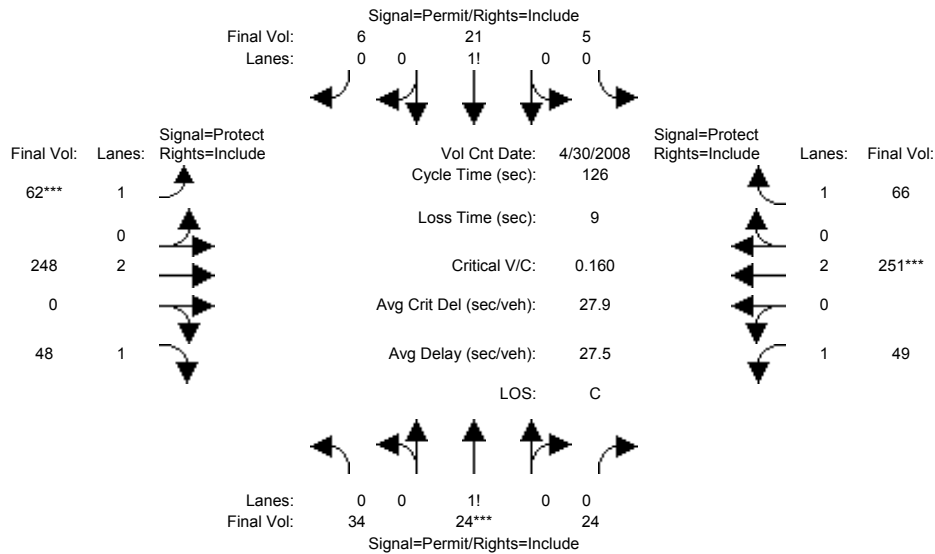 Signal=Permit/Rights=Include
Final Vol: 6 21 5
Lanes: 0 0 1! 0 0
Signal=Protect
Final Vol: Lanes: Rights=Include
Vol Cnt Date: 4/30/2008
Signal=Protect
Rights=Include Lanes: Final Vol:
Cycle Time (sec): 126
62*** 1
1 66
Loss Time (sec): 9
0
0
248 2
Critical V/C: 0.160
2 251***
0 1
Avg Crit Del (sec/veh): 27.9
0
48 1
Avg Delay (sec/veh): 27.5
1 49
LOS: C
Lanes: 0 0 1! 0 0
Final Vol: 34 24*** 24
Signal=Permit/Rights=Include